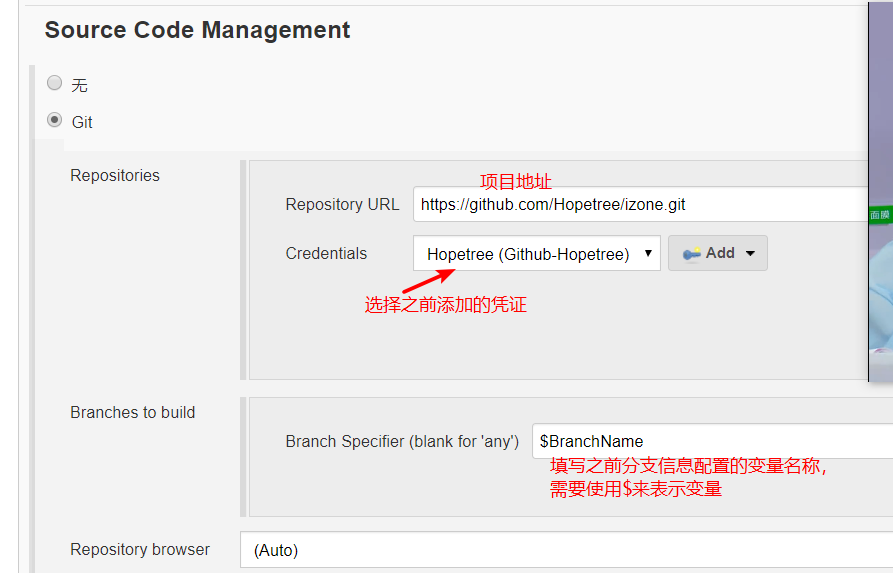 Source Code Management
无
Git
Repositories
项目地址
Repository URL
https://github.com/Hopetree/izone.git
Credentials
Hopetree (Github-Hopetree)
Add
选择之前添加的凭证
Branches to build
Branch Specifier (blank for 'any')
$BranchName
填写之前分支信息配置的变量名称，
需要使用$来表示变量
Repository browser
(Auto)
面膜